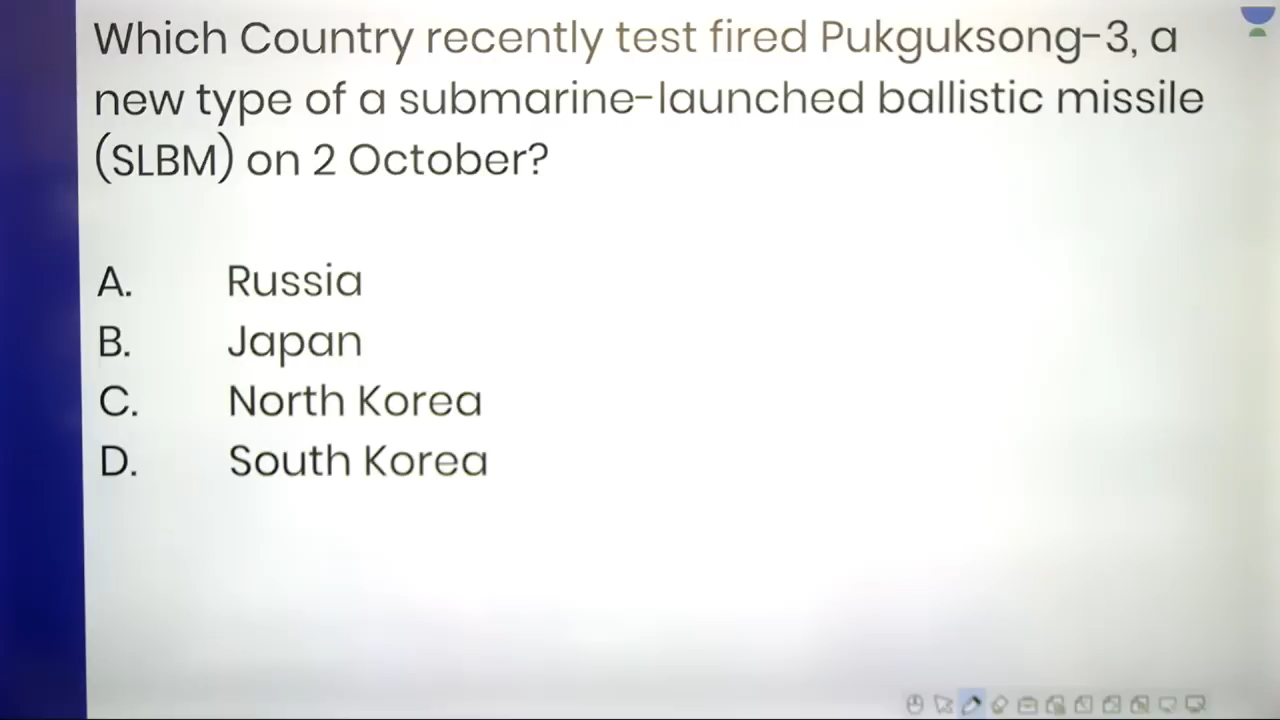 Which Country recently test fired Pukguksong-3, a
new type of a submarine-launched ballistic missile
(SLBM) on 2 October?
A. Russia
B. Japan
C. North Korea
D. South Korea